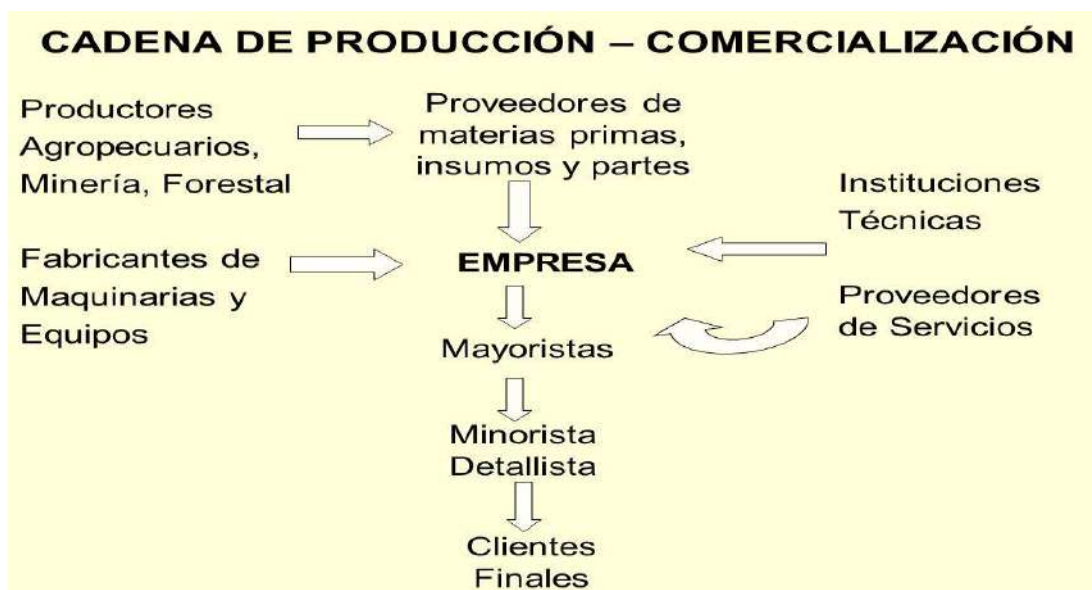 CADENA DE PRODUCCIÓN – COMERCIALIZACIÓN
Productores
Agropecuarios,
Minería, Forestal
Proveedores de
materias primas,
insumos y partes
Instituciones
Técnicas
Fabricantes de
Maquinarias y
Equipos
EMPRESA
Proveedores
de Servicios
Mayoristas
Minorista
Detallista
Clientes
Finales